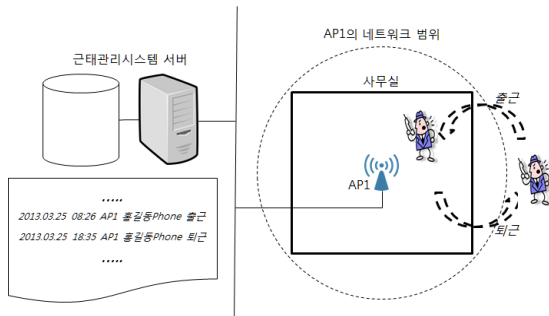 AP1의 네트워크 범위
근태관리시스템 서버
사무실
출근
AP1
퇴근
.....
2013.03.25 08:26 AP1 홍길동Phone 출근
2013.03.25 18:35 AP1 홍길동Phone 퇴근
.....